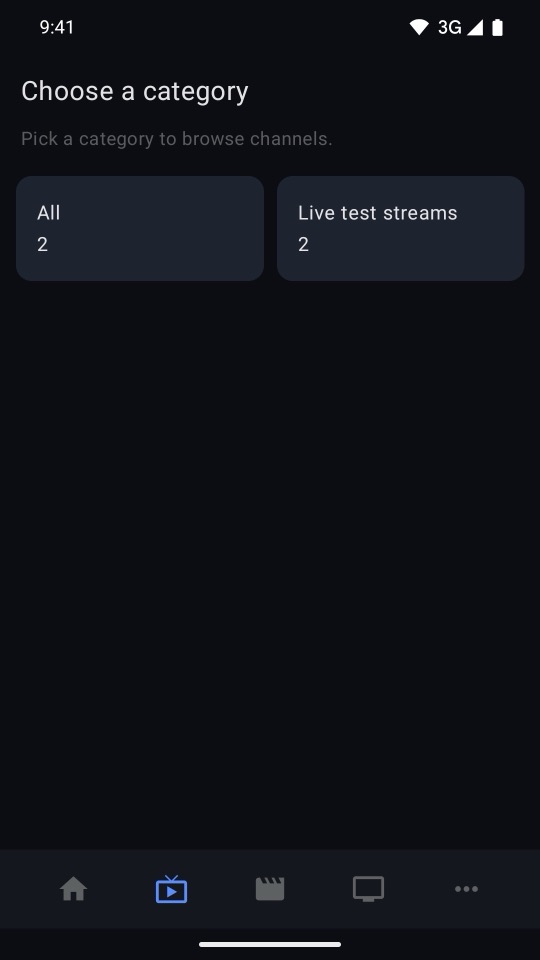 9:41
3G
Choose a category
Pick a category to browse channels.
All
2
Live test streams
2